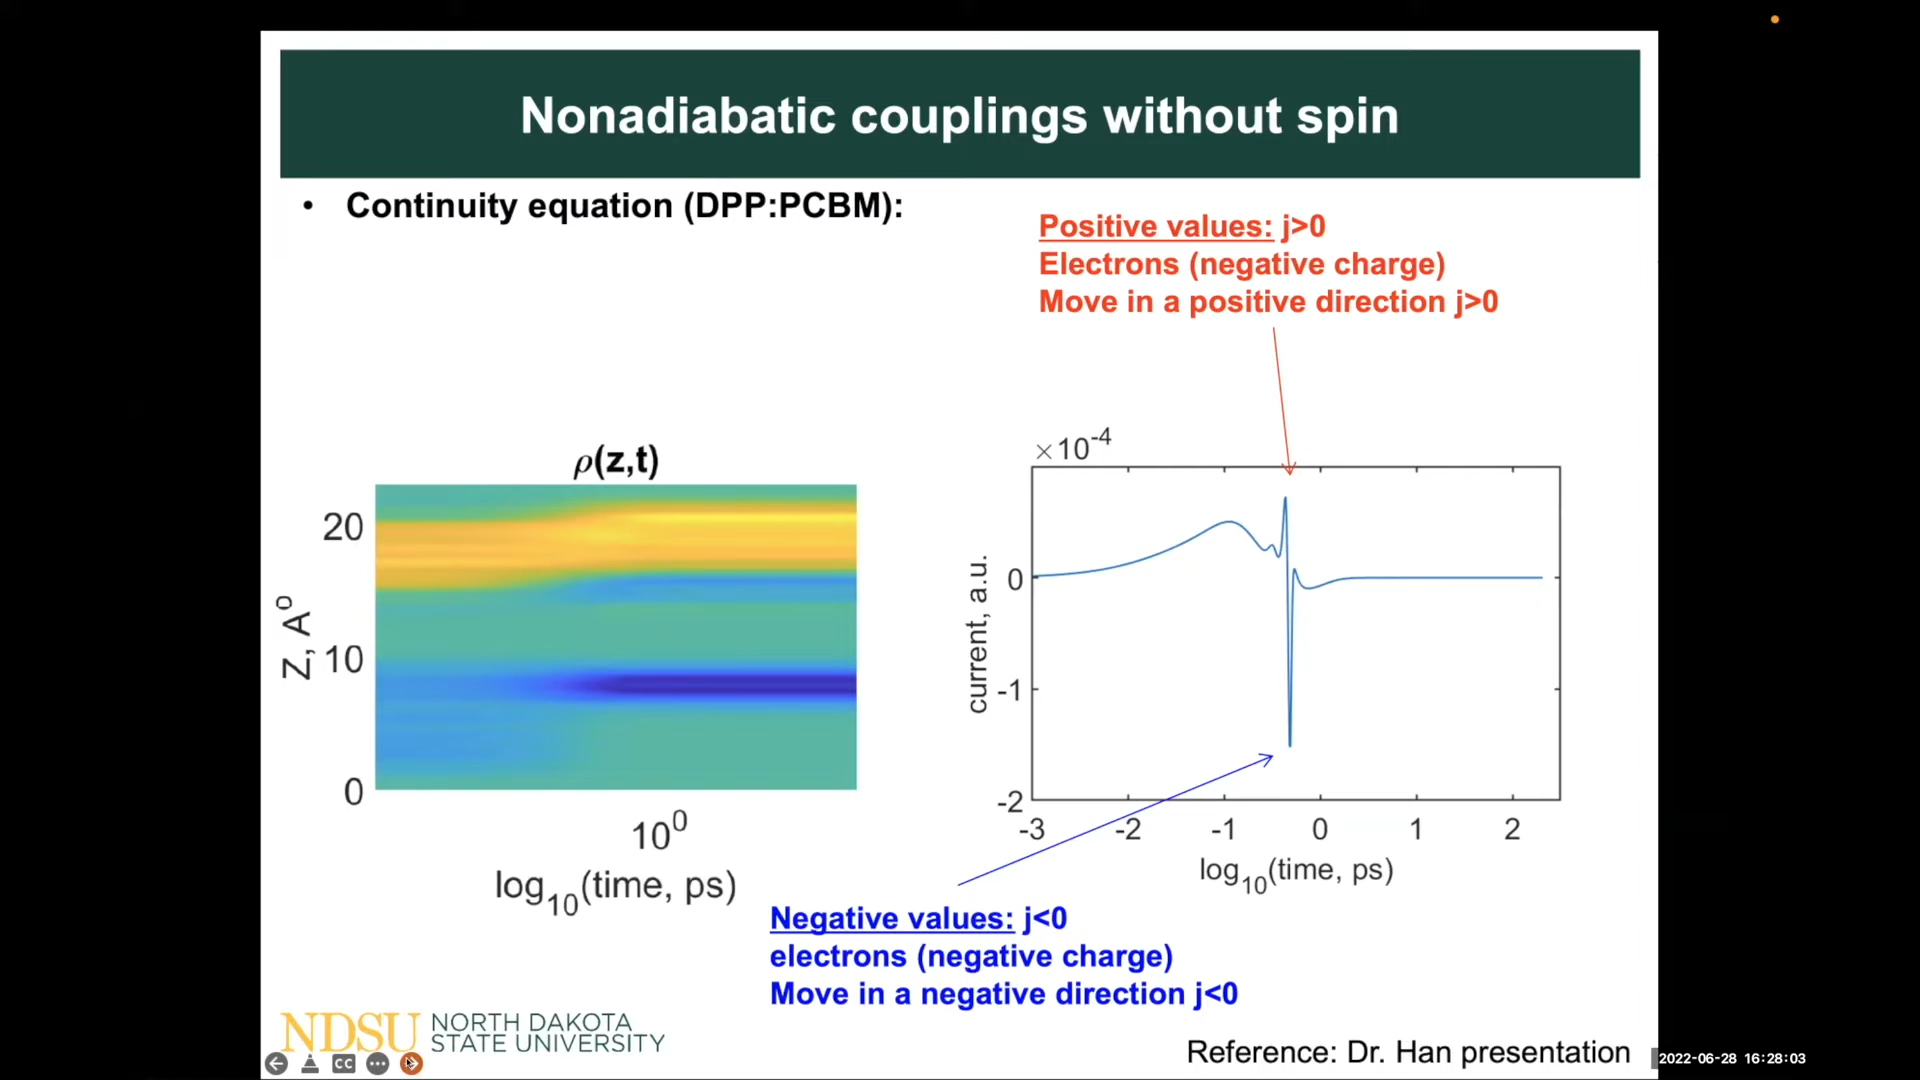 Nonadiabatic couplings without spin
• Continuity equation (DPP:PCBM):
Positive values: j>0
Electrons (negative charge)
Move in a positive direction j>0
ρ(z,t)
20
10
0
Z, A⁰
10⁰
log₁₀(time, ps)
×10⁻⁴
0
-1
-2
current, a.u.
-3 -2 -1 0 1 2
log₁₀(time, ps)
Negative values: j<0
electrons (negative charge)
Move in a negative direction j<0
NDSU NORTH DAKOTA
STATE UNIVERSITY
CC
Reference: Dr. Han presentation
2022-06-28 16:28:03